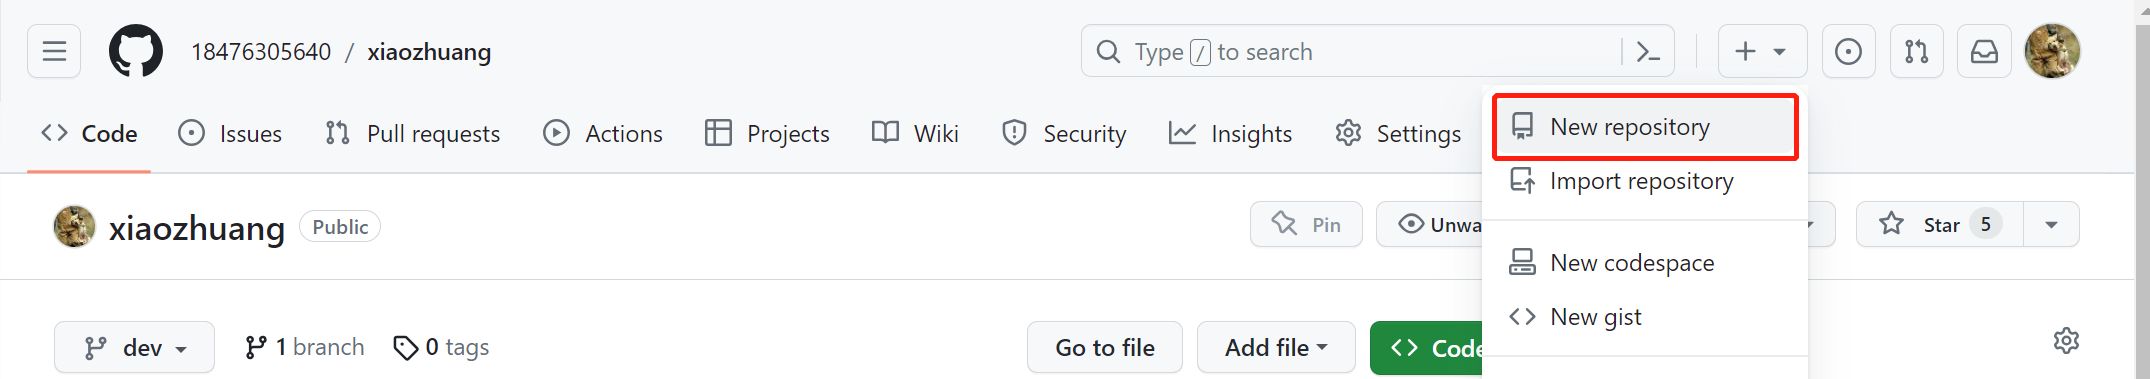 18476305640 / xiaozhuang
Type / to search
Code Issues Pull requests Actions Projects Wiki Security Insights Settings
New repository
Import repository
xiaozhuang Public
Pin Unwa Star 5
New codespace
New gist
dev 1 branch 0 tags
Go to file Add file Code